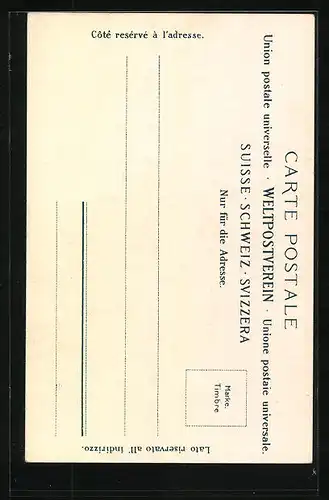 CARTE POSTALE
Union postale universelle · WELTPOSTVEREIN · Unione postale universale.
SUISSE · SCHWEIZ · SVIZZERA
Nur für die Adresse.
Marke.
Timbre
Côté resérvé à l'adresse.
Lato riservato all' indirizzo.